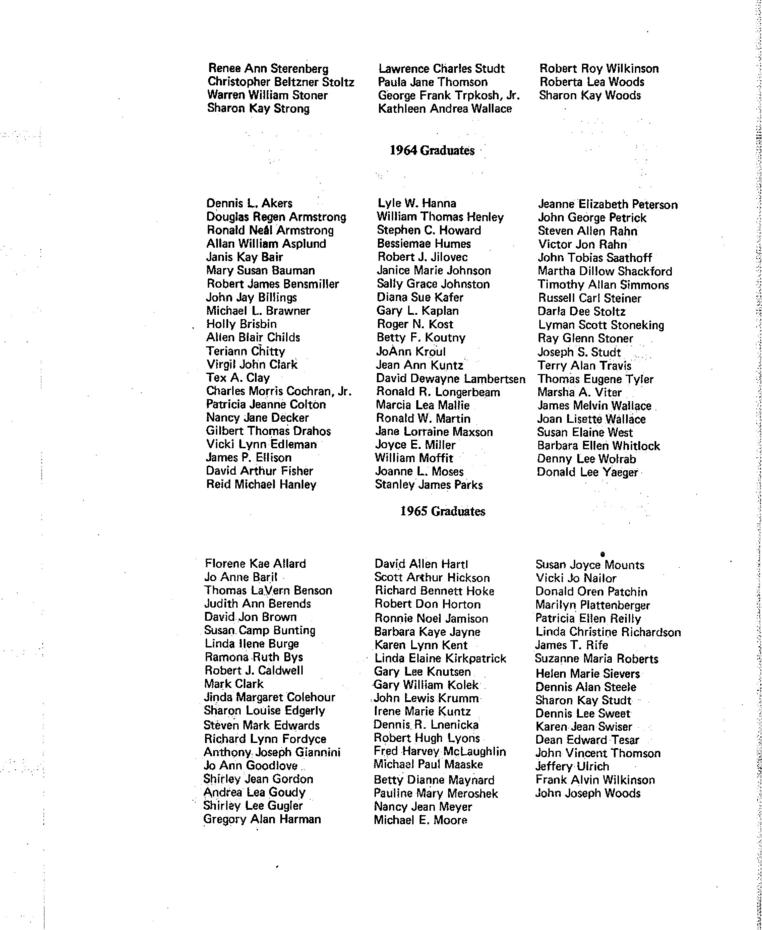 Renee Ann Sterenberg
Christopher Beltzner Stoltz
Warren William Stoner
Sharon Kay Strong
Lawrence Charles Studt
Paula Jane Thomson
George Frank Trpkosh, Jr.
Kathleen Andrea Wallace
Robert Roy Wilkinson
Roberta Lea Woods
Sharon Kay Woods
1964 Graduates
Dennis L. Akers
Douglas Regen Armstrong
Ronald Neal Armstrong
Allan William Asplund
Janis Kay Bair
Mary Susan Bauman
Robert James Bensmiller
John Jay Billings
Michael L. Brawner
Holly Brisbin
Allen Blair Childs
Teriann Chitty
Virgil John Clark
Tex A. Clay
Charles Morris Cochran, Jr.
Patricia Jeanne Colton
Nancy Jane Decker
Gilbert Thomas Drahos
Vicki Lynn Edleman
James P. Ellison
David Arthur Fisher
Reid Michael Hanley
Lyle W. Hanna
William Thomas Henley
Stephen C. Howard
Bessiemae Humes
Robert J. Jilovec
Janice Marie Johnson
Sally Grace Johnston
Diana Sue Kafer
Gary L. Kaplan
Roger N. Kost
Betty F. Koutny
JoAnn Kroul
Jean Ann Kuntz
David Dewayne Lambertsen
Ronald R. Longerbeam
Marcia Lea Mallie
Ronald W. Martin
Jane Lorraine Maxson
Joyce E. Miller
William Moffit
Joanne L. Moses
Stanley James Parks
Jeanne Elizabeth Peterson
John George Petrick
Steven Allen Rahn
Victor Jon Rahn
John Tobias Saathoff
Martha Dillow Shackford
Timothy Allan Simmons
Russell Carl Steiner
Darla Dee Stoltz
Lyman Scott Stoneking
Ray Glenn Stoner
Joseph S. Studt
Terry Alan Travis
Thomas Eugene Tyler
Marsha A. Viter
James Melvin Wallace
Joan Lisette Wallace
Susan Elaine West
Barbara Ellen Whitlock
Denny Lee Wolrab
Donald Lee Yaeger
1965 Graduates
Florene Kae Allard
Jo Anne Baril
Thomas LaVern Benson
Judith Ann Berends
David Jon Brown
Susan Camp Bunting
Linda Ilene Burge
Ramona Ruth Bys
Robert J. Caldwell
Mark Clark
Jinda Margaret Colehour
Sharon Louise Edgerly
Steven Mark Edwards
Richard Lynn Fordyce
Anthony Joseph Giannini
Jo Ann Goodlove
Shirley Jean Gordon
Andrea Lea Goudy
Shirley Lee Gugler
Gregory Alan Harman
David Allen Hartl
Scott Arthur Hickson
Richard Bennett Hoke
Robert Don Horton
Ronnie Noel Jamison
Barbara Kaye Jayne
Karen Lynn Kent
Linda Elaine Kirkpatrick
Gary Lee Knutsen
Gary William Kolek
John Lewis Krumm
Irene Marie Kuntz
Dennis R. Lnenicka
Robert Hugh Lyons
Fred Harvey McLaughlin
Michael Paul Maaske
Betty Dianne Maynard
Pauline Mary Meroshek
Nancy Jean Meyer
Michael E. Moore
Susan Joyce Mounts
Vicki Jo Nailor
Donald Oren Patchin
Marilyn Plattenberger
Patricia Ellen Reilly
Linda Christine Richardson
James T. Rife
Suzanne Maria Roberts
Helen Marie Sievers
Dennis Alan Steele
Sharon Kay Studt
Dennis Lee Sweet
Karen Jean Swiser
Dean Edward Tesar
John Vincent Thomson
Jeffery Ulrich
Frank Alvin Wilkinson
John Joseph Woods